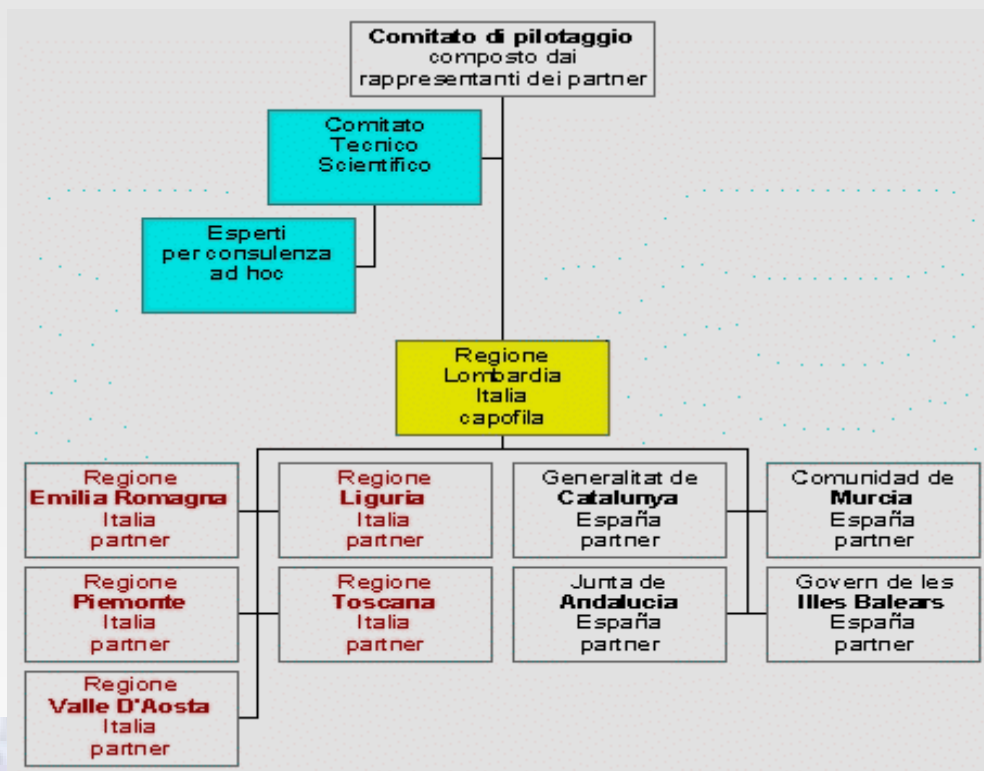 Comitato di pilotaggio
composto dai
rappresentanti dei partner
Comitato
Tecnico
Scientifico
Esperti
per consulenza
ad hoc
Regione
Lombardia
Italia
capofila
Regione
Emilia Romagna
Italia
partner
Regione
Liguria
Italia
partner
Generalitat de
Catalunya
España
partner
Comunidad de
Murcia
España
partner
Regione
Piemonte
Italia
partner
Regione
Toscana
Italia
partner
Junta de
Andalucia
España
partner
Govern de les
Illes Balears
España
partner
Regione
Valle D'Aosta
Italia
partner